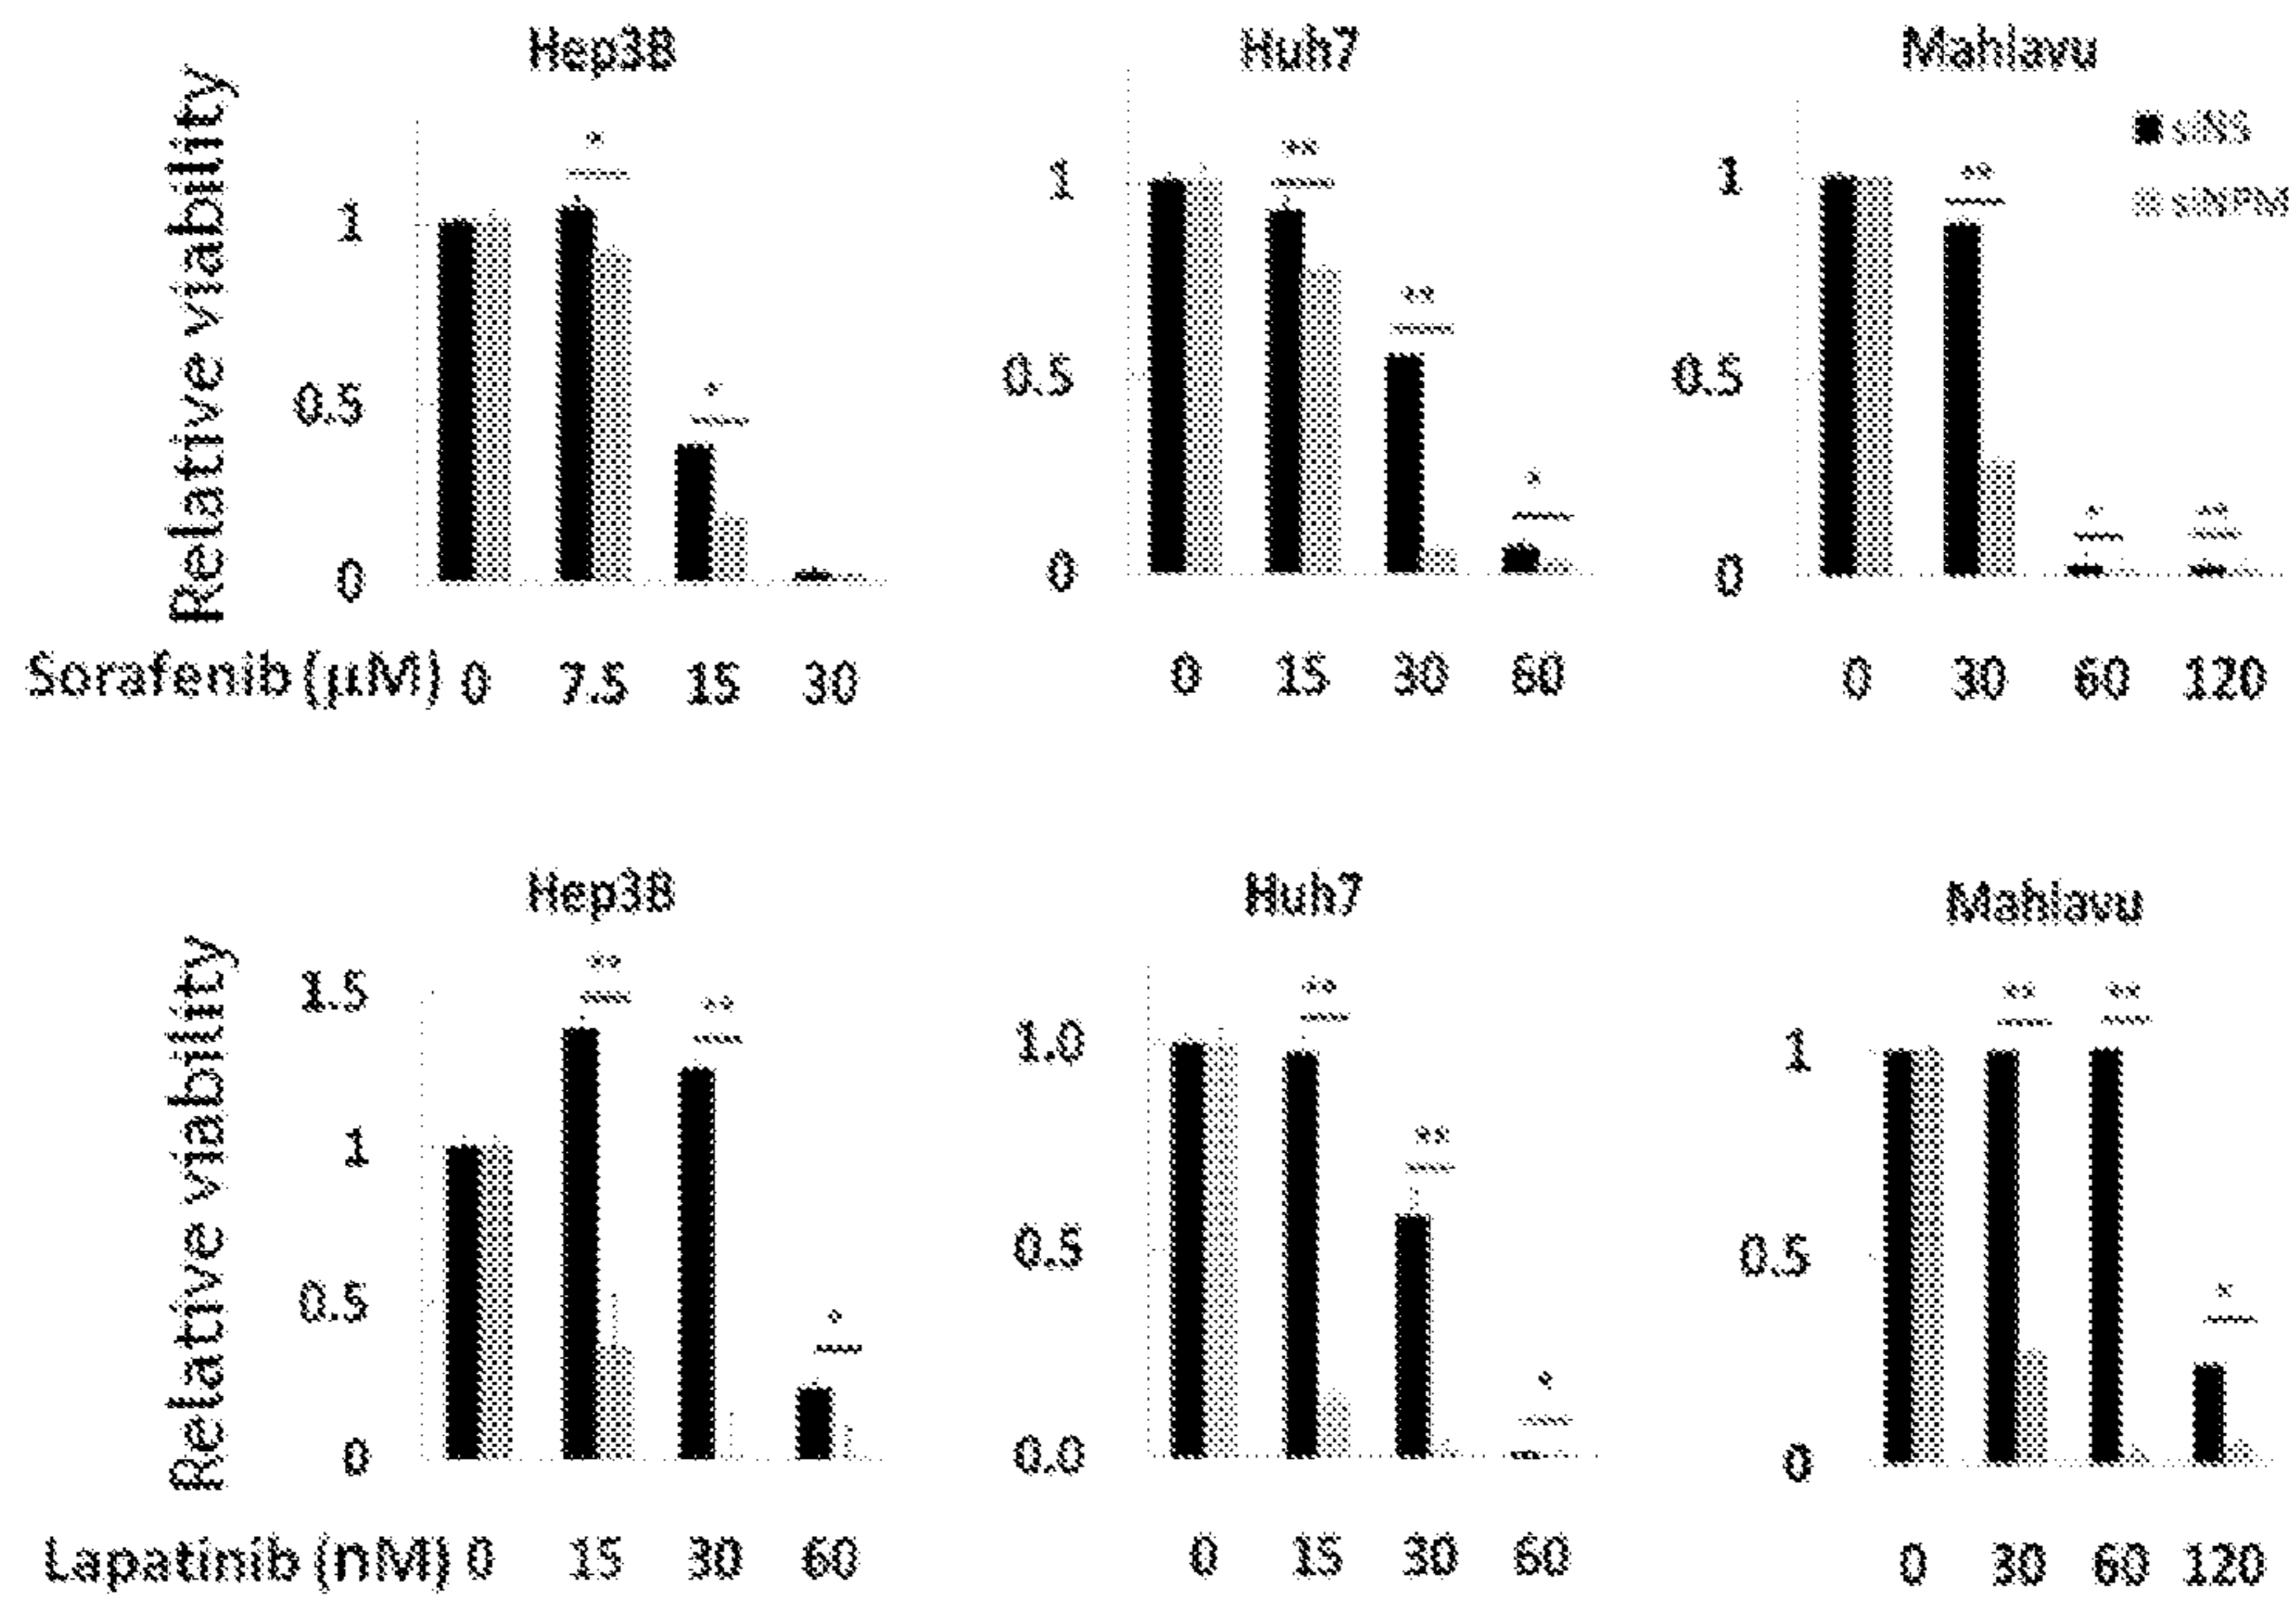 Hep3B Huh7 Mahlavu
Relative viability
siNS
siNPM
1
0.5
0
1
0.5
0
1
0.5
0
* * *
** ** *
** * **
Sorafenib (µM) 0 7.5 15 30
0 15 30 60
0 30 60 120
Hep3B Huh7 Mahlavu
Relative viability
1.5
1
0.5
0
1.0
0.5
0.0
1
0.5
0
** ** *
** ** *
** ** *
Lapatinib (nM) 0 15 30 60
0 15 30 60
0 30 60 120